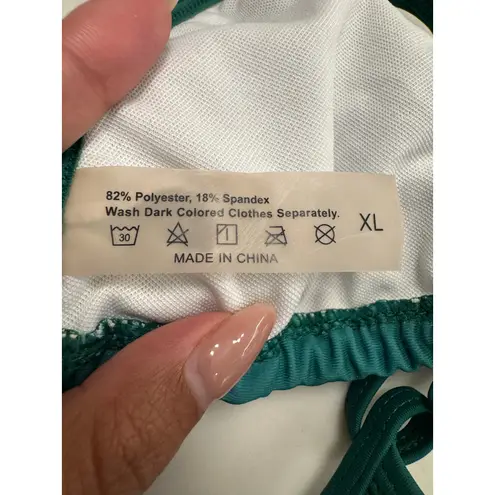 82% Polyester, 18% Spandex
Wash Dark Colored Clothes Separately.
30 XL
MADE IN CHINA